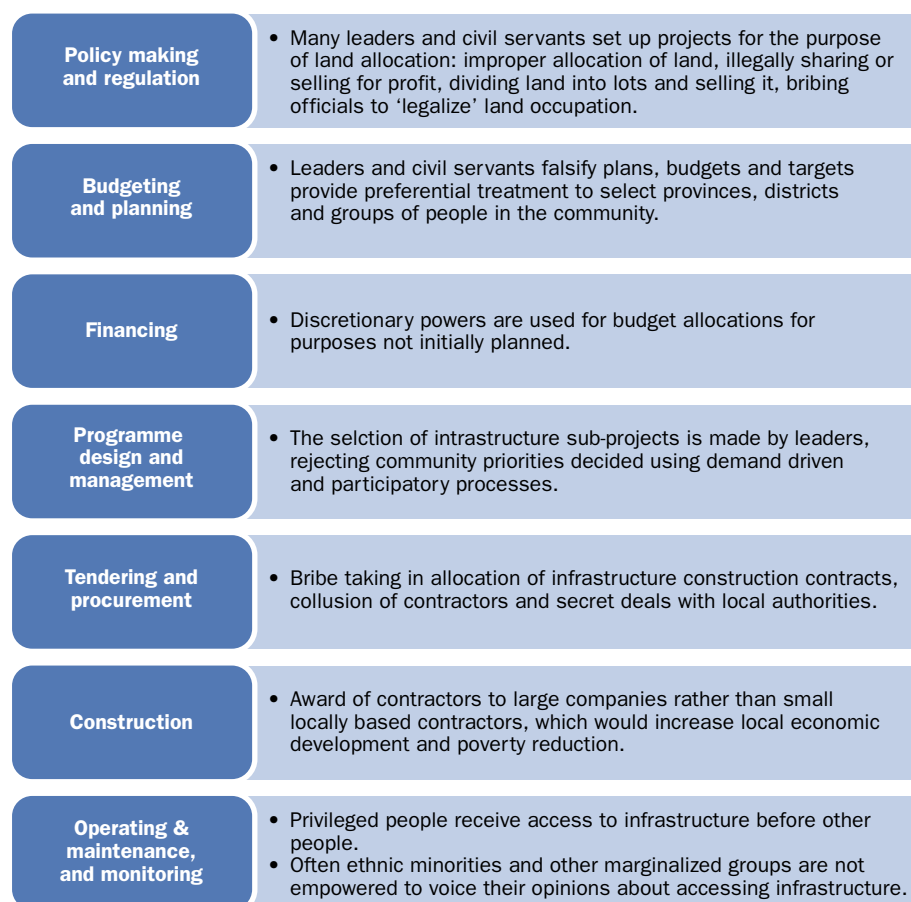 Policy making
and regulation
• Many leaders and civil servants set up projects for the purpose
of land allocation: improper allocation of land, illegally sharing or
selling for profit, dividing land into lots and selling it, bribing
officials to ‘legalize’ land occupation.
Budgeting
and planning
• Leaders and civil servants falsify plans, budgets and targets
provide preferential treatment to select provinces, districts
and groups of people in the community.
Financing
• Discretionary powers are used for budget allocations for
purposes not initially planned.
Programme
design and
management
• The selction of intrastructure sub-projects is made by leaders,
rejecting community priorities decided using demand driven
and participatory processes.
Tendering and
procurement
• Bribe taking in allocation of infrastructure construction contracts,
collusion of contractors and secret deals with local authorities.
Construction
• Award of contractors to large companies rather than small
locally based contractors, which would increase local economic
development and poverty reduction.
Operating &
maintenance,
and monitoring
• Privileged people receive access to infrastructure before other
people.
• Often ethnic minorities and other marginalized groups are not
empowered to voice their opinions about accessing infrastructure.